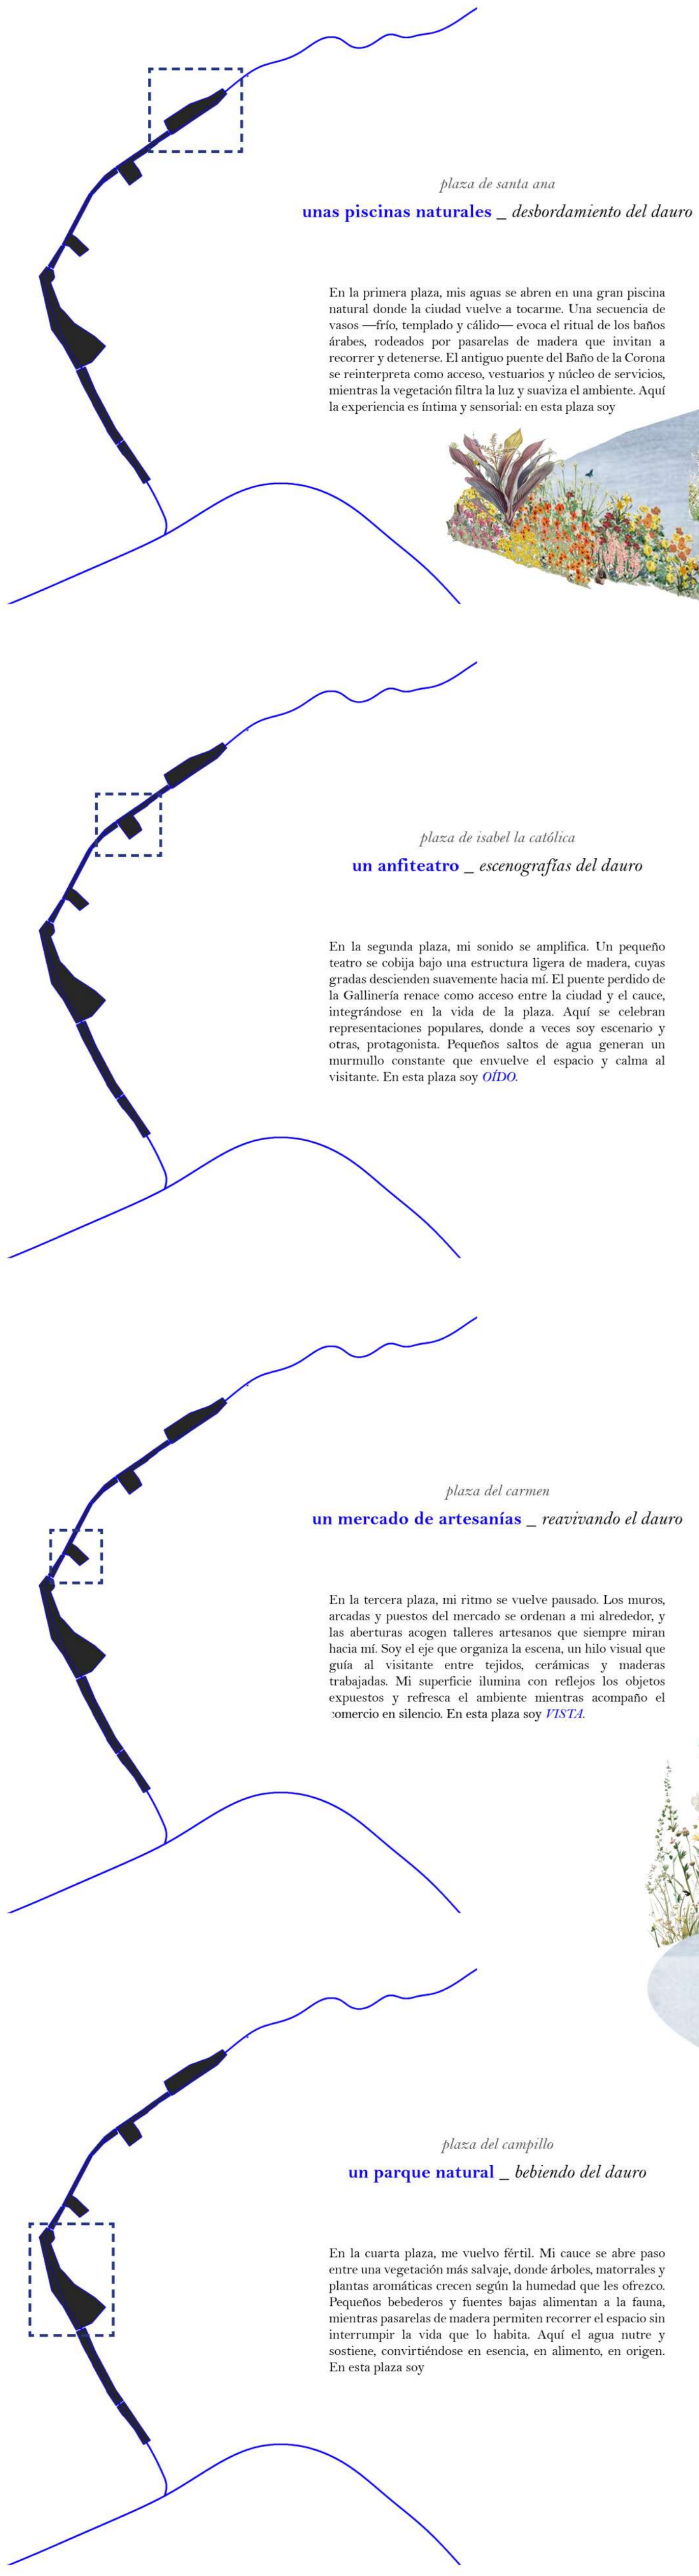 plaza de santa ana
unas piscinas naturales _ desbordamiento del dauro
En la primera plaza, mis aguas se abren en una gran piscina
natural donde la ciudad vuelve a tocarme. Una secuencia de
vasos —frío, templado y cálido— evoca el ritual de los baños
árabes, rodeados por pasarelas de madera que invitan a
recorrer y detenerse. El antiguo puente del Baño de la Corona
se reinterpreta como acceso, vestuarios y núcleo de servicios,
mientras la vegetación filtra la luz y suaviza el ambiente. Aquí
la experiencia es íntima y sensorial: en esta plaza soy
plaza de isabel la católica
un anfiteatro _ escenografías del dauro
En la segunda plaza, mi sonido se amplifica. Un pequeño
teatro se cobija bajo una estructura ligera de madera, cuyas
gradas descienden suavemente hacia mí. El puente perdido de
la Gallinería renace como acceso entre la ciudad y el cauce,
integrándose en la vida de la plaza. Aquí se celebran
representaciones populares, donde a veces soy escenario y
otras, protagonista. Pequeños saltos de agua generan un
murmullo constante que envuelve el espacio y calma al
visitante. En esta plaza soy OÍDO.
plaza del carmen
un mercado de artesanías _ reavivando el dauro
En la tercera plaza, mi ritmo se vuelve pausado. Los muros,
arcadas y puestos del mercado se ordenan a mi alrededor, y
las aberturas acogen talleres artesanos que siempre miran
hacia mí. Soy el eje que organiza la escena, un hilo visual que
guía al visitante entre tejidos, cerámicas y maderas
trabajadas. Mi superficie ilumina con reflejos los objetos
expuestos y refresca el ambiente mientras acompaño el
comercio en silencio. En esta plaza soy VISTA.
plaza del campillo
un parque natural _ bebiendo del dauro
En la cuarta plaza, me vuelvo fértil. Mi cauce se abre paso
entre una vegetación más salvaje, donde árboles, matorrales y
plantas aromáticas crecen según la humedad que les ofrezco.
Pequeños bebederos y fuentes bajas alimentan a la fauna,
mientras pasarelas de madera permiten recorrer el espacio sin
interrumpir la vida que lo habita. Aquí el agua nutre y
sostiene, convirtiéndose en esencia, en alimento, en origen.
En esta plaza soy